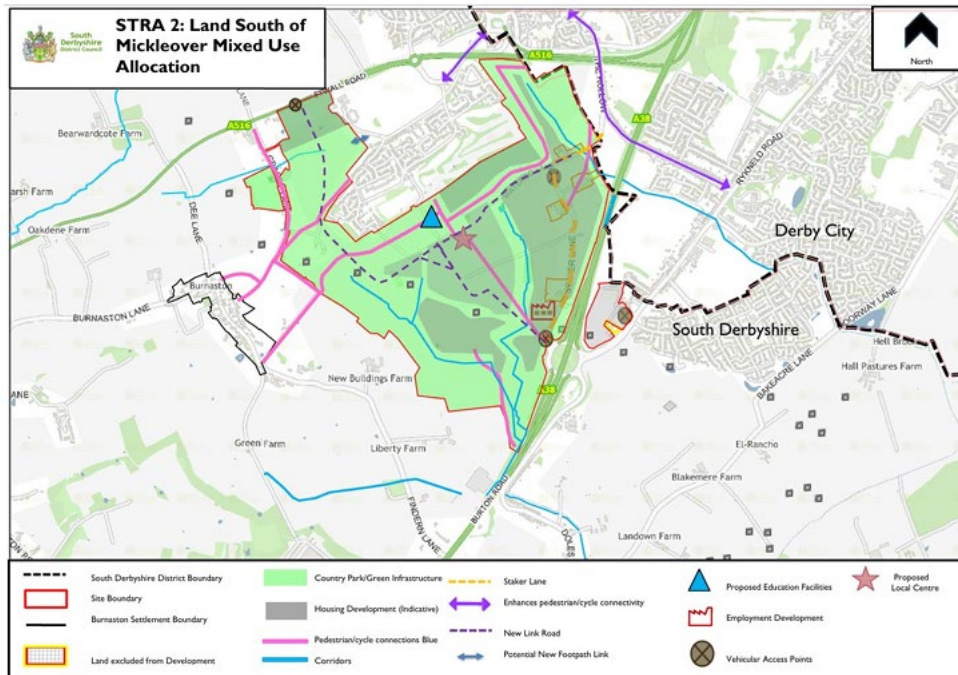 South
Derbyshire
District Council
STRA 2: Land South of
Mickleover Mixed Use
Allocation
North
A516
A516
A38
RYKNELD ROAD
Bearwardcote Farm
Oakdene Farm
DEE LANE
Derby City
Burnaston
BURNASTON LANE
South Derbyshire
Hell Brook
Hall Pastures Farm
BAKEACRE LANE
New Buildings Farm
A38
Green Farm
Liberty Farm
El-Rancho
Blakemere Farm
BURTON ROAD
FINDERN LANE
DOLES
Landown Farm
South Derbyshire District Boundary
Site Boundary
Burnaston Settlement Boundary
Land excluded from Development
Country Park/Green Infrastructure
Housing Development (Indicative)
Pedestrian/cycle connections Blue
Corridors
Staker Lane
Enhances pedestrian/cycle connectivity
New Link Road
Potential New Footpath Link
Proposed Education Facilities
Employment Development
Vehicular Access Points
Proposed
Local Centre